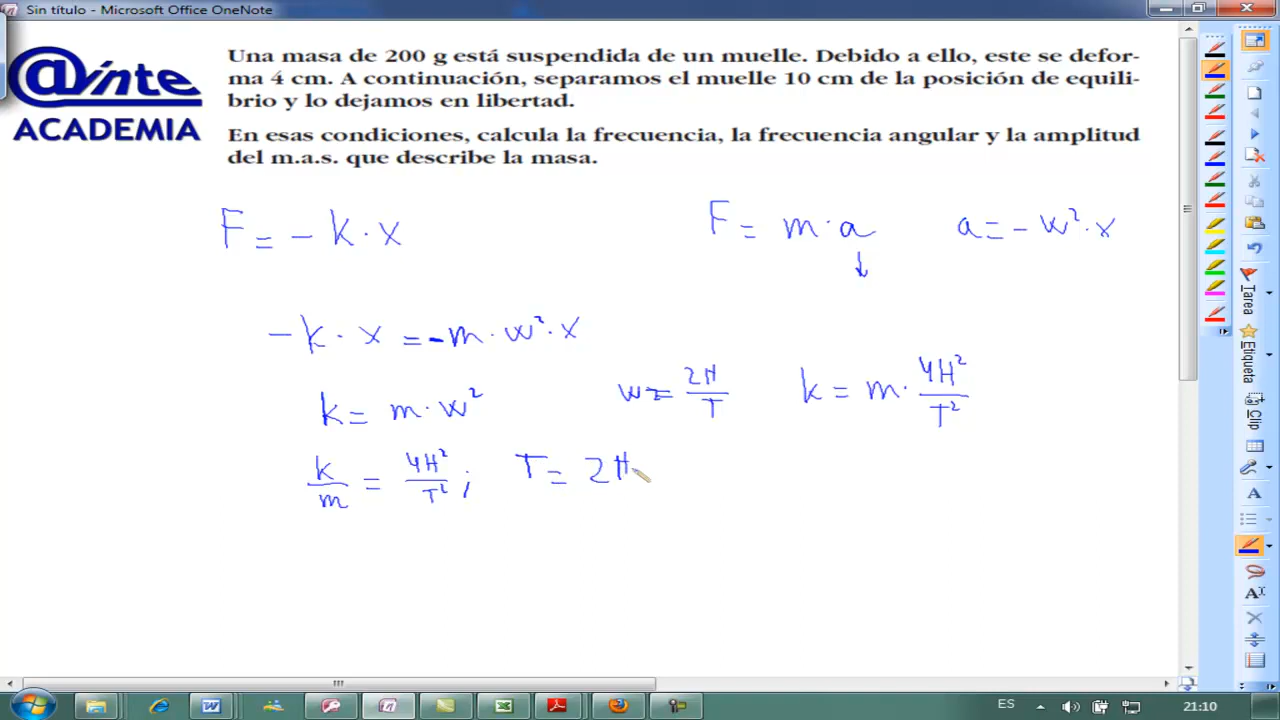 Sin título - Microsoft Office OneNote
@inte
ACADEMIA
Una masa de 200 g está suspendida de un muelle. Debido a ello, este se defor-
ma 4 cm. A continuación, separamos el muelle 10 cm de la posición de equili-
brio y lo dejamos en libertad.
En esas condiciones, calcula la frecuencia, la frecuencia angular y la amplitud
del m.a.s. que describe la masa.
F = - k · x
F = m · a
a = - w² · x
- k · x = - m · w² · x
k = m · w²
w = 2π / T
k = m · 4π² / T²
k / m = 4π² / T² ;
T = 2π
Tarea
Etiqueta
Clip
ES
21:10